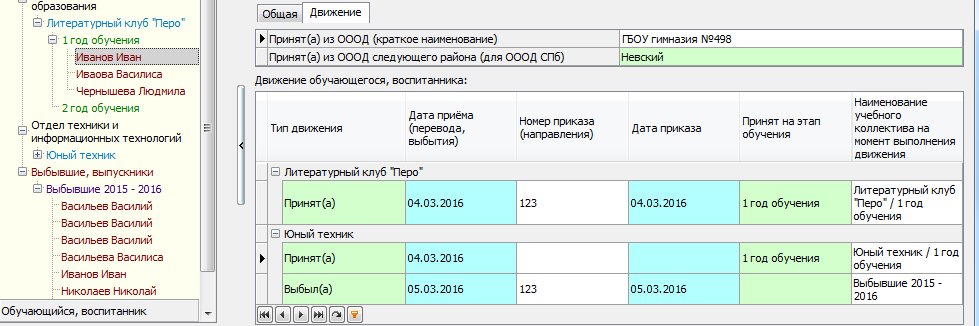 образования
Литературный клуб "Перо"
1 год обучения
Иванов Иван
Иваова Василиса
Чернышева Людмила
2 год обучения
Отдел техники и
информационных технологий
Юный техник
Выбывшие, выпускники
Выбывшие 2015 - 2016
Васильев Василий
Васильев Василий
Васильев Василий
Васильева Василиса
Иванов Иван
Николаев Николай
Обучающийся, воспитанник
Общая
Движение
Принят(а) из ОООД (краткое наименование)
ГБОУ гимназия №498
Принят(а) из ОООД следующего района (для ОООД СПб)
Невский
Движение обучающегося, воспитанника:
Тип движения
Дата приёма
(перевода,
выбытия)
Номер приказа
(направления)
Дата приказа
Принят на этап
обучения
Наименование
учебного
коллектива на
момент выполнения
движения
Литературный клуб "Перо"
Принят(а)
04.03.2016
123
04.03.2016
1 год обучения
Литературный клуб
"Перо" / 1 год
обучения
Юный техник
Принят(а)
04.03.2016
1 год обучения
Юный техник / 1 год
обучения
Выбыл(а)
05.03.2016
123
05.03.2016
Выбывшие 2015 -
2016